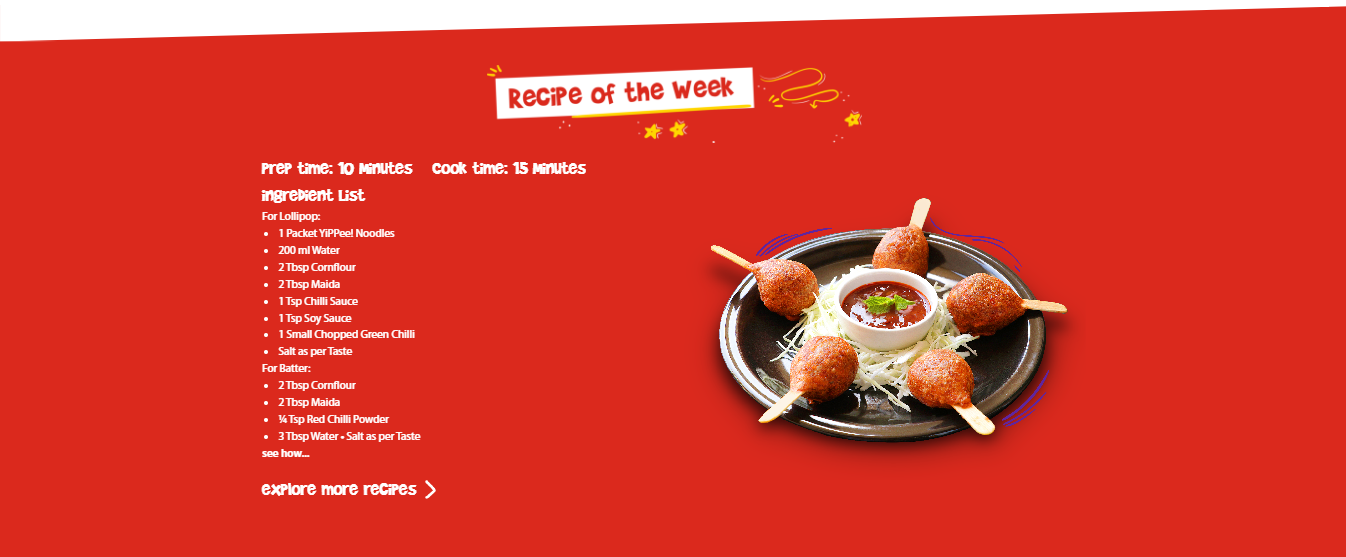 Recipe of the Week
Prep time: 10 Minutes Cook time: 15 Minutes
ingredient List
For Lollipop:
• 1 Packet YiPPee! Noodles
• 200 ml Water
• 2 Tbsp Cornflour
• 2 Tbsp Maida
• 1 Tsp Chilli Sauce
• 1 Tsp Soy Sauce
• 1 Small Chopped Green Chilli
• Salt as per Taste
For Batter:
• 2 Tbsp Cornflour
• 2 Tbsp Maida
• ¼ Tsp Red Chilli Powder
• 3 Tbsp Water • Salt as per Taste
see how...
explore more recipes